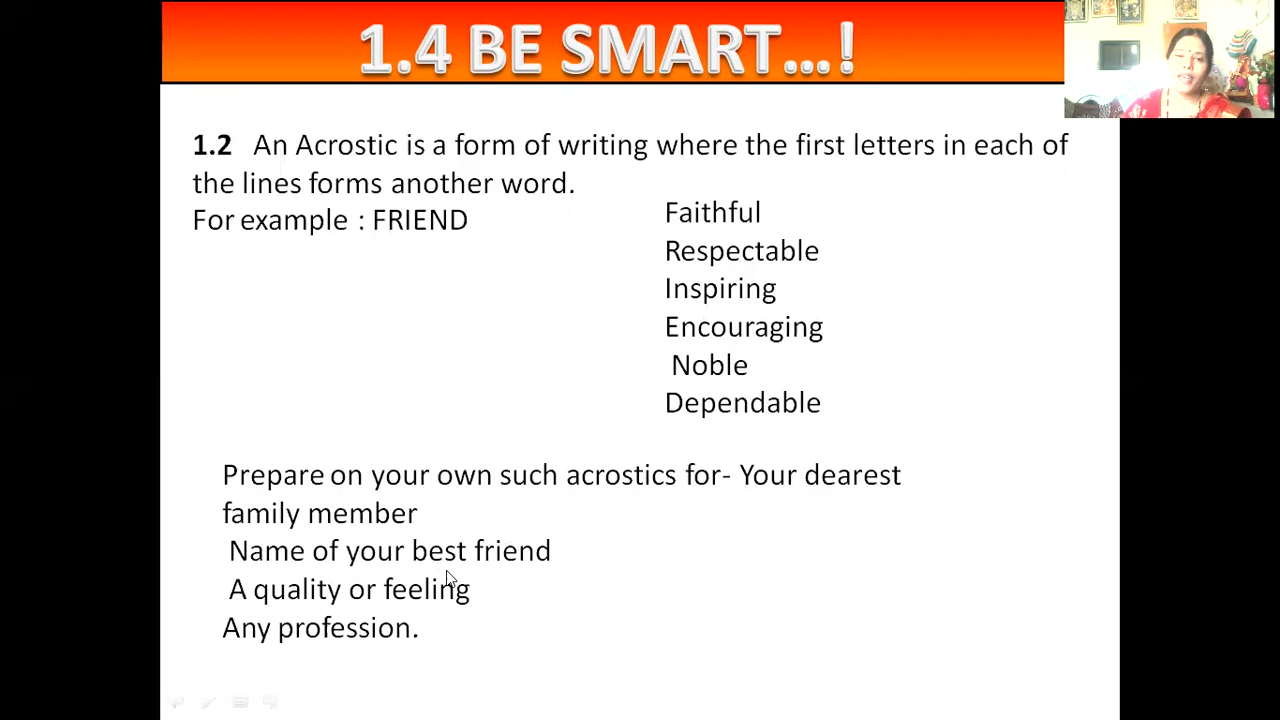 1.4 BE SMART...!
1.2 An Acrostic is a form of writing where the first letters in each of
the lines forms another word.
For example : FRIEND
Faithful
Respectable
Inspiring
Encouraging
Noble
Dependable
Prepare on your own such acrostics for- Your dearest
family member
Name of your best friend
A quality or feeling
Any profession.